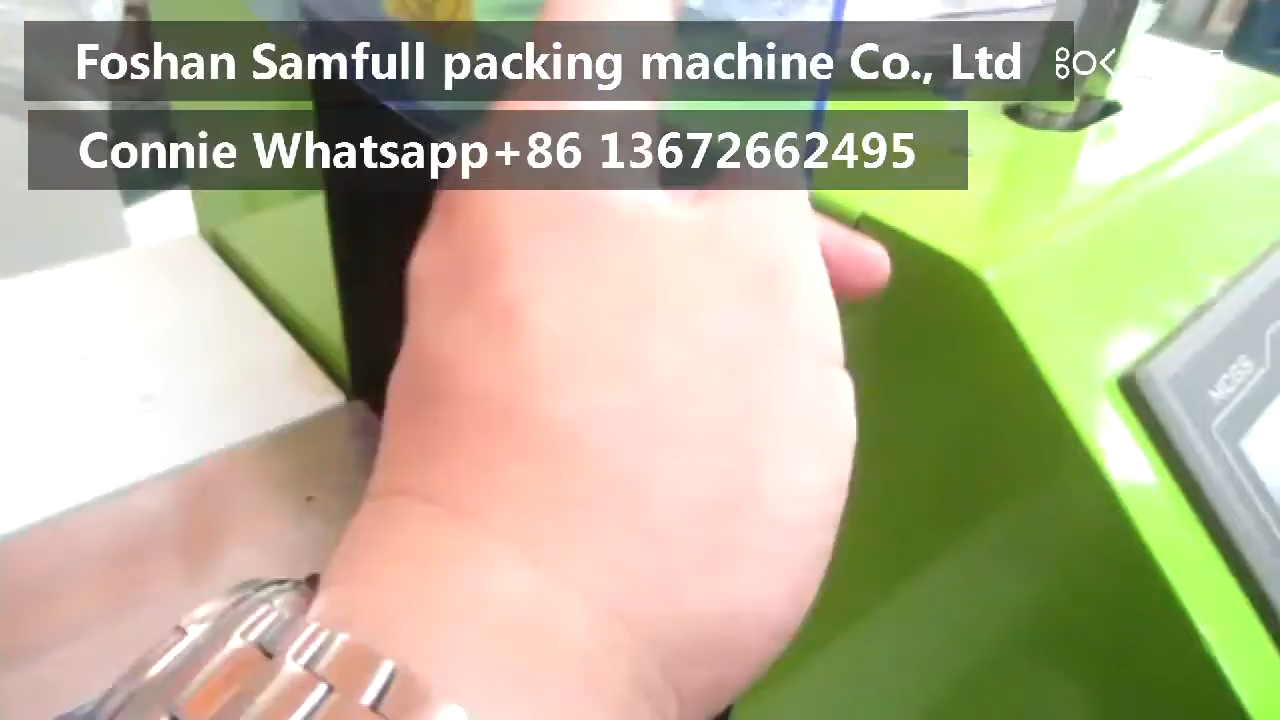 Foshan Samfull packing machine Co., Ltd
Connie Whatsapp+86 13672662495